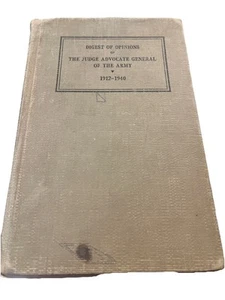 DIGEST OF OPINIONS
OF
THE JUDGE ADVOCATE GENERAL
OF THE ARMY
1912-1940